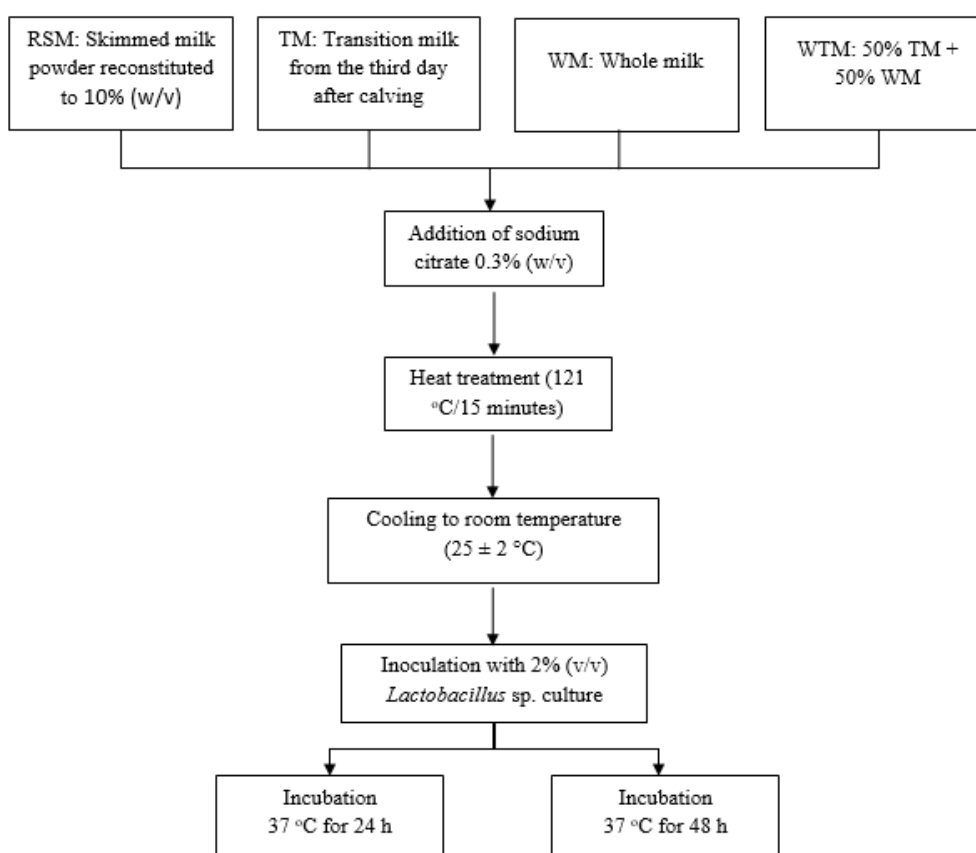 RSM: Skimmed milk
powder reconstituted
to 10% (w/v)
TM: Transition milk
from the third day
after calving
WM: Whole milk
WTM: 50% TM +
50% WM
Addition of sodium
citrate 0.3% (w/v)
Heat treatment (121
°C/15 minutes)
Cooling to room temperature
(25 ± 2 °C)
Inoculation with 2% (v/v)
Lactobacillus sp. culture
Incubation
37 °C for 24 h
Incubation
37 °C for 48 h